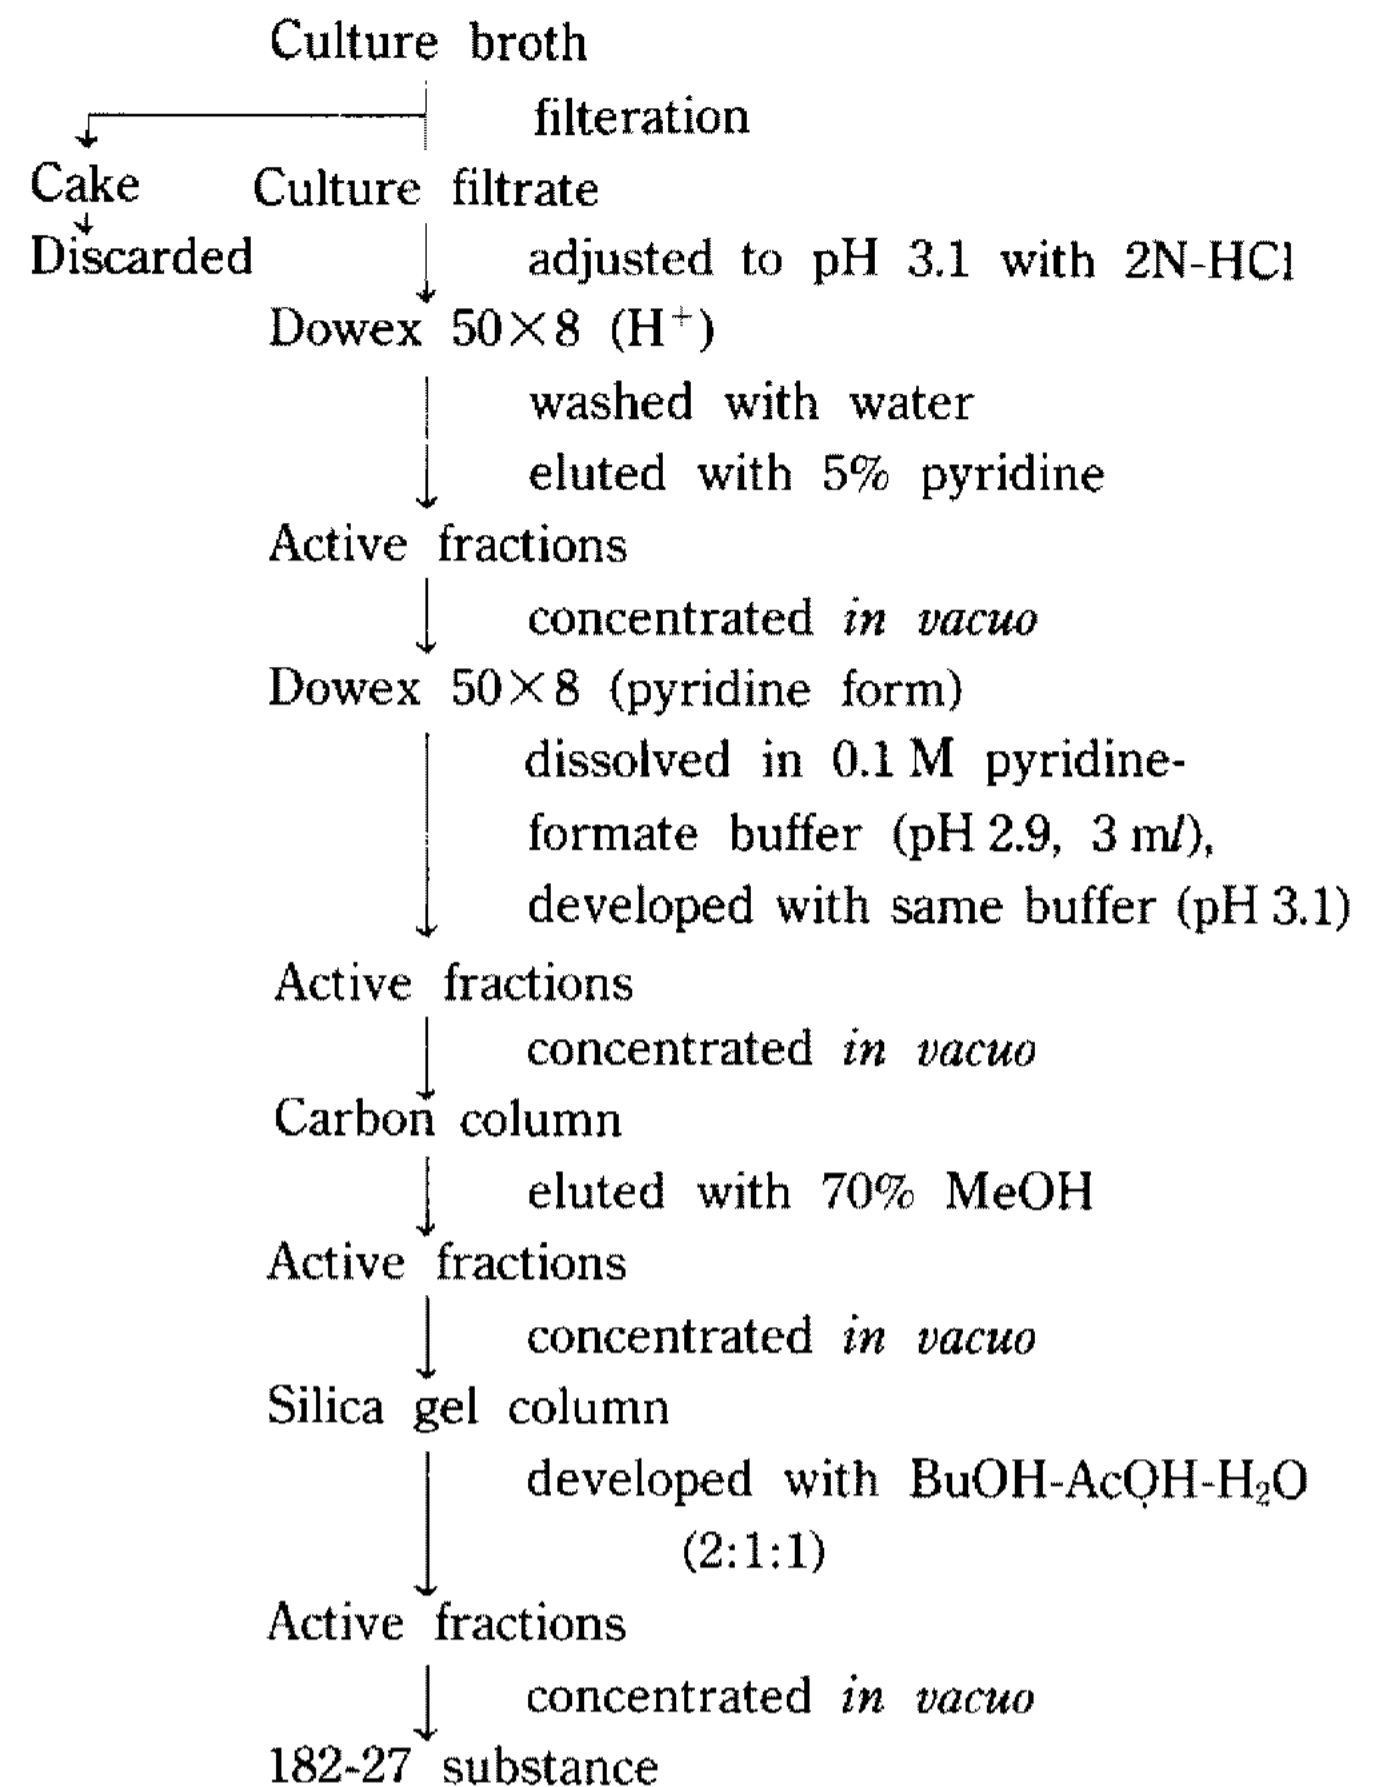 Culture broth
filteration
Cake Culture filtrate
Discarded adjusted to pH 3.1 with 2N-HCl
Dowex 50×8 (H⁺)
washed with water
eluted with 5% pyridine
Active fractions
concentrated in vacuo
Dowex 50×8 (pyridine form)
dissolved in 0.1 M pyridine-
formate buffer (pH 2.9, 3 ml),
developed with same buffer (pH 3.1)
Active fractions
concentrated in vacuo
Carbon column
eluted with 70% MeOH
Active fractions
concentrated in vacuo
Silica gel column
developed with BuOH-AcOH-H₂O
(2:1:1)
Active fractions
concentrated in vacuo
182-27 substance